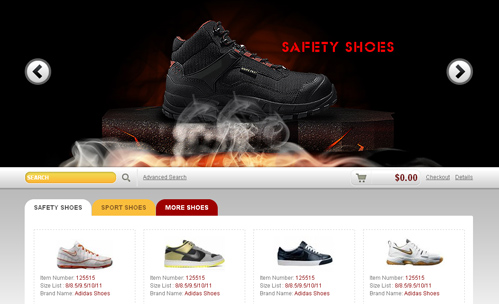 SAFETY SHOES
SEARCH
Advanced Search
$0.00
Checkout
Details
SAFETY SHOES
SPORT SHOES
MORE SHOES
Item Number: 125515
Size List : 8/8.5/9.5/10/11
Brand Name: Adidas Shoes
Item Number: 125515
Size List : 8/8.5/9.5/10/11
Brand Name: Adidas Shoes
Item Number: 125515
Size List : 8/8.5/9.5/10/11
Brand Name: Adidas Shoes
Item Number: 125515
Size List : 8/8.5/9.5/10/11
Brand Name: Adidas Shoes